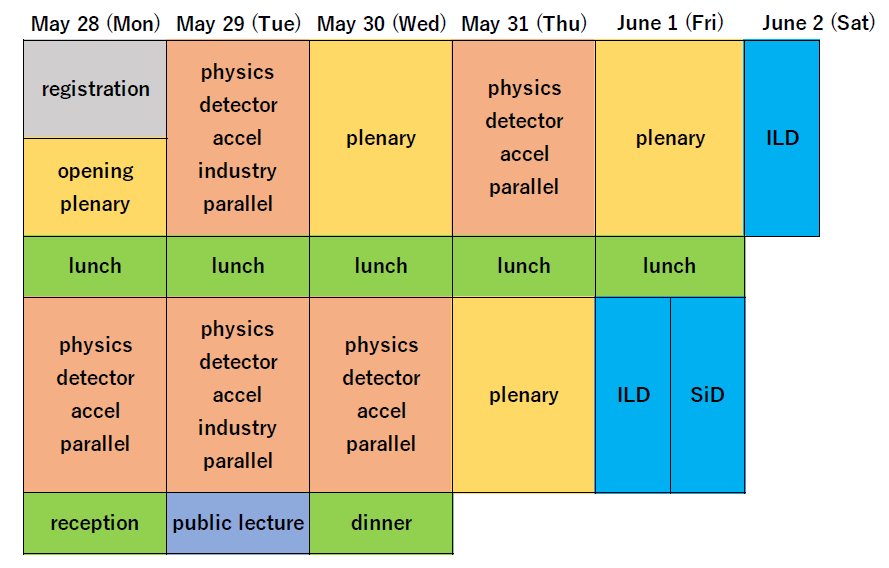 May 28 (Mon) May 29 (Tue) May 30 (Wed) May 31 (Thu) June 1 (Fri) June 2 (Sat)
registration
opening
plenary
physics
detector
accel
industry
parallel
plenary
physics
detector
accel
parallel
plenary
ILD
lunch lunch lunch lunch lunch
physics
detector
accel
parallel
physics
detector
accel
industry
parallel
physics
detector
accel
parallel
plenary
ILD
SiD
reception public lecture dinner